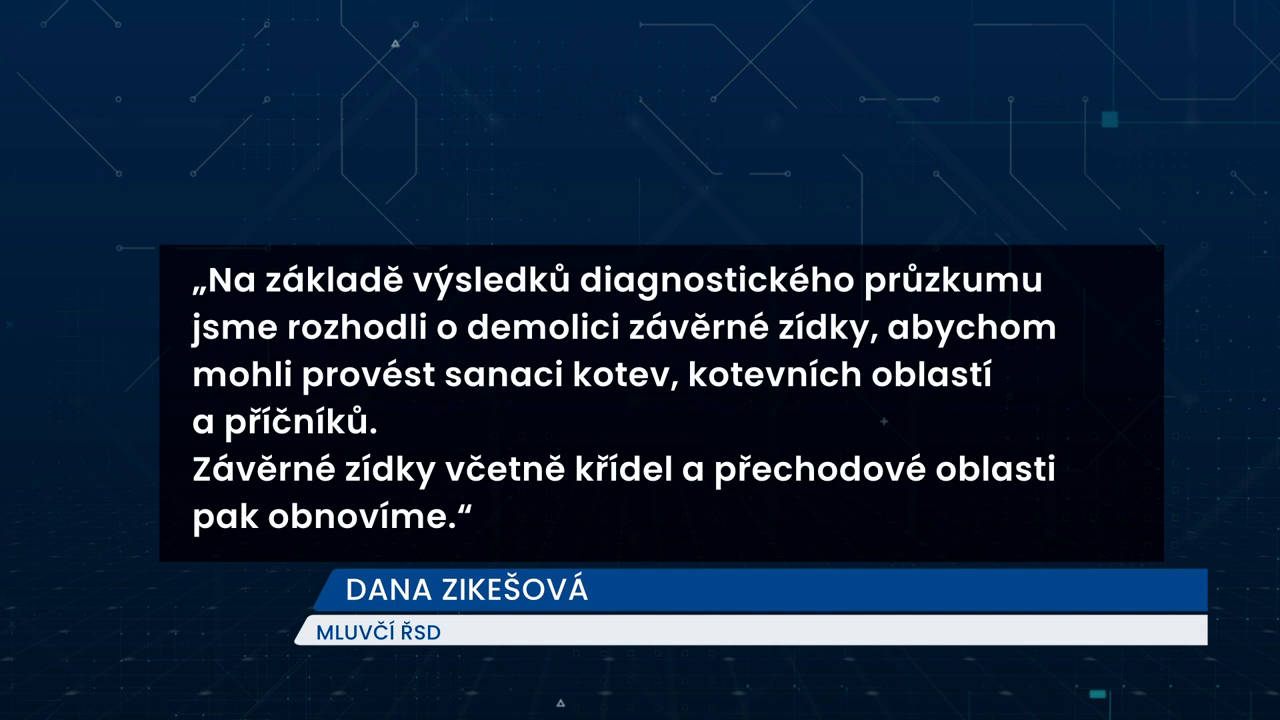 „Na základě výsledků diagnostického průzkumu
jsme rozhodli o demolici závěrné zídky, abychom
mohli provést sanaci kotev, kotevních oblastí
a příčníků.
Závěrné zídky včetně křídel a přechodové oblasti
pak obnovíme.“
DANA ZIKEŠOVÁ
MLUVČÍ ŘSD